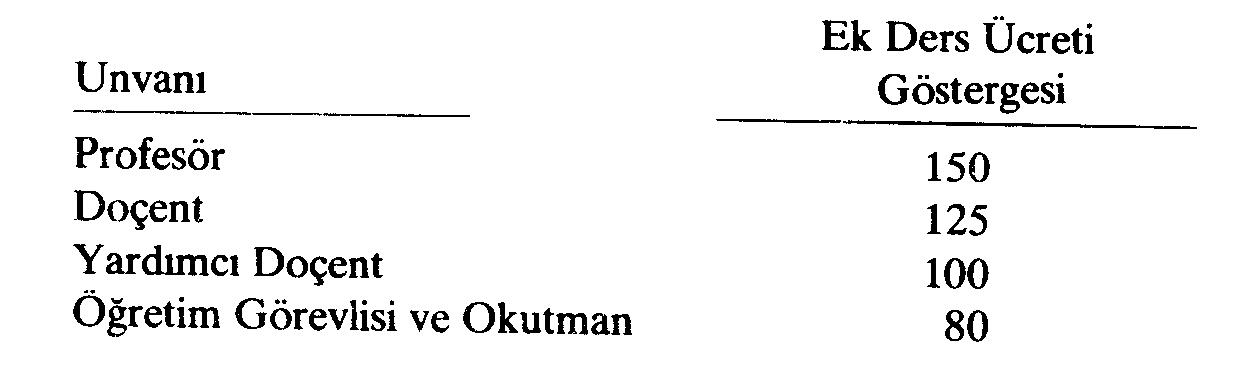 Unvanı Ek Ders Ücreti Göstergesi
Profesör 150
Doçent 125
Yardımcı Doçent 100
Öğretim Görevlisi ve Okutman 80